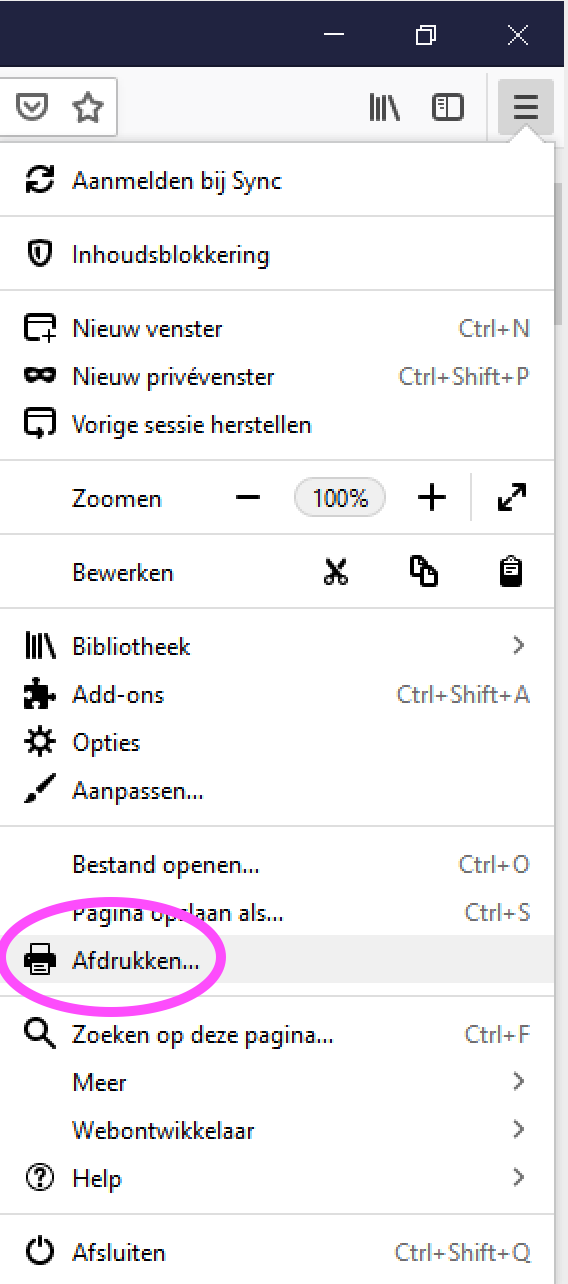 Aanmelden bij Sync
Inhoudsblokkering
Nieuw venster Ctrl+N
Nieuw privévenster Ctrl+Shift+P
Vorige sessie herstellen
Zoomen 100%
Bewerken
Bibliotheek
Add-ons Ctrl+Shift+A
Opties
Aanpassen...
Bestand openen... Ctrl+O
Pagina opslaan als... Ctrl+S
Afdrukken...
Zoeken op deze pagina... Ctrl+F
Meer
Webontwikkelaar
Help
Afsluiten Ctrl+Shift+Q